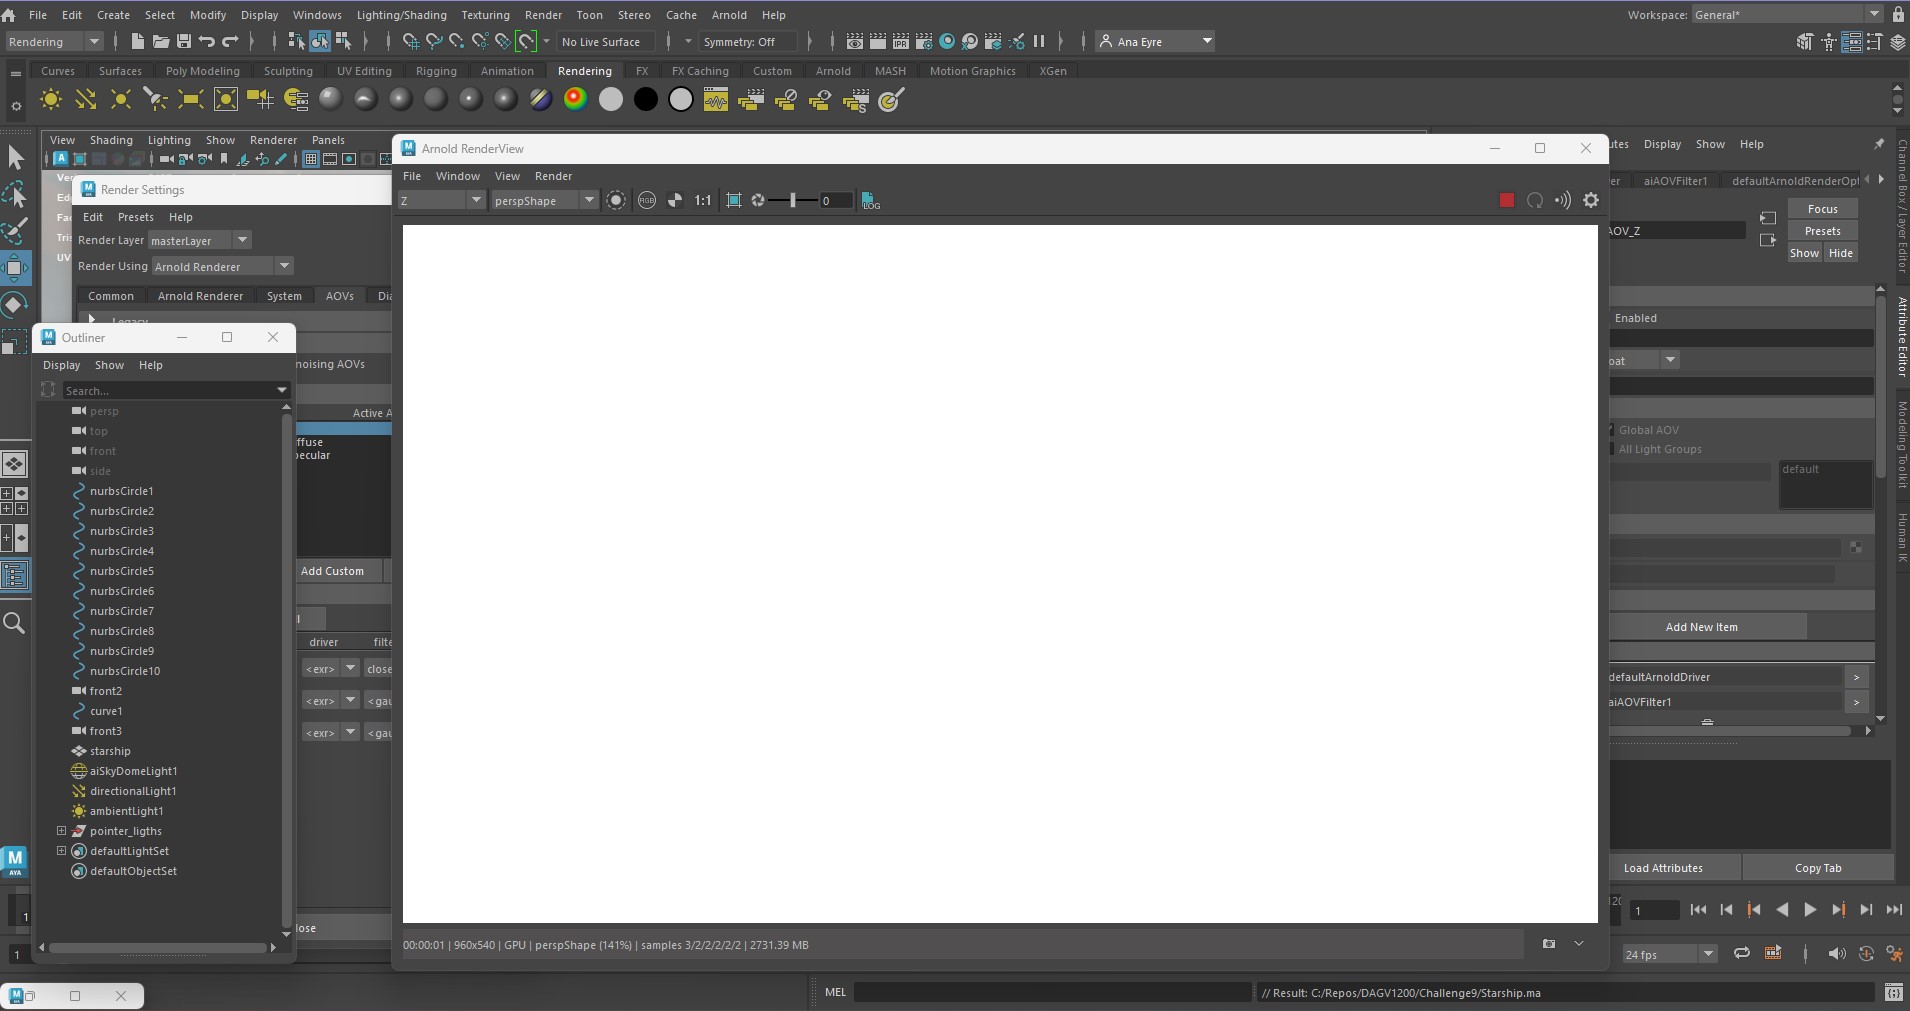 File Edit Create Select Modify Display Windows Lighting/Shading Texturing Render Toon Stereo Cache Arnold Help
Workspace: General*
Rendering
No Live Surface
Symmetry: Off
IPR
Ana Eyre
Curves Surfaces Poly Modeling Sculpting UV Editing Rigging Animation Rendering FX FX Caching Custom Arnold MASH Motion Graphics XGen
View Shading Lighting Show Renderer Panels
Render Settings
Edit Presets Help
Render Layer masterLayer
Render Using Arnold Renderer
Common Arnold Renderer System AOVs
Legacy
noising AOVs
Active A
ffuse
pecular
Add Custom
driver filte
<exr> close
<exr> <gau
<exr> <gau
lose
Outliner
Display Show Help
Search...
persp
top
front
side
nurbsCircle1
nurbsCircle2
nurbsCircle3
nurbsCircle4
nurbsCircle5
nurbsCircle6
nurbsCircle7
nurbsCircle8
nurbsCircle9
nurbsCircle10
front2
curve1
front3
starship
aiSkyDomeLight1
directionalLight1
ambientLight1
pointer_ligths
defaultLightSet
defaultObjectSet
Arnold RenderView
File Window View Render
Z
perspShape
RGB
1:1
0
LOG
00:00:01 | 960x540 | GPU | perspShape (141%) | samples 3/2/2/2/2/2 | 2731.39 MB
utes Display Show Help
er aiAOVFilter1 defaultArnoldRenderOpt
Focus
AOV_Z
Presets
Show Hide
Enabled
oat
Global AOV
All Light Groups
default
Add New Item
defaultArnoldDriver >
aiAOVFilter1 >
Load Attributes Copy Tab
Channel Box / Layer Editor
Attribute Editor
Modeling Toolkit
Human IK
1
1
120
1
24 fps
MEL
// Result: C:/Repos/DAGV1200/Challenge9/Starship.ma